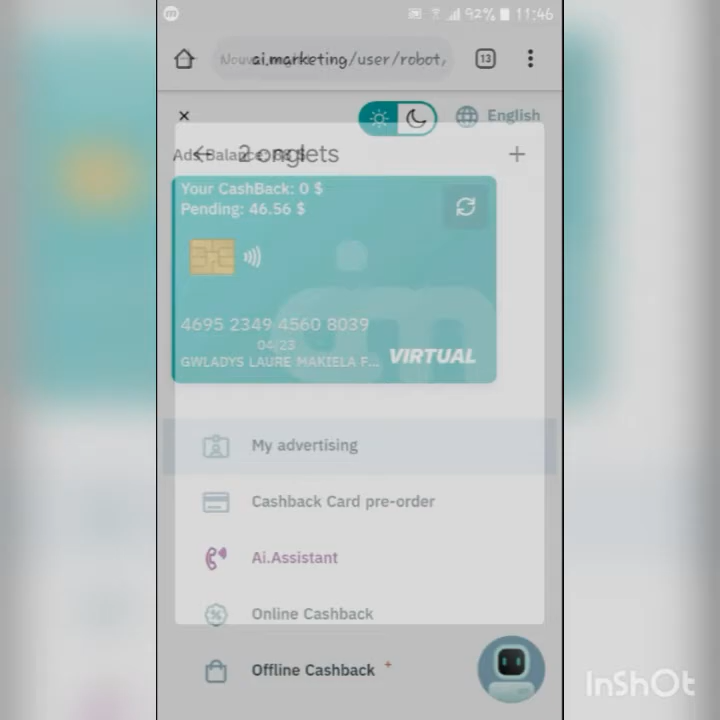 92% 11:46
ai.marketing/user/robot,
13
English
Ads Balance:
2 onglets
Your CashBack: 0 $
Pending: 46.56 $
4695 2349 4560 8039
04/23
GWLADYS LAURE MAKIELA F...
VIRTUAL
My advertising
Cashback Card pre-order
Ai.Assistant
Online Cashback
Offline Cashback +
InShOt